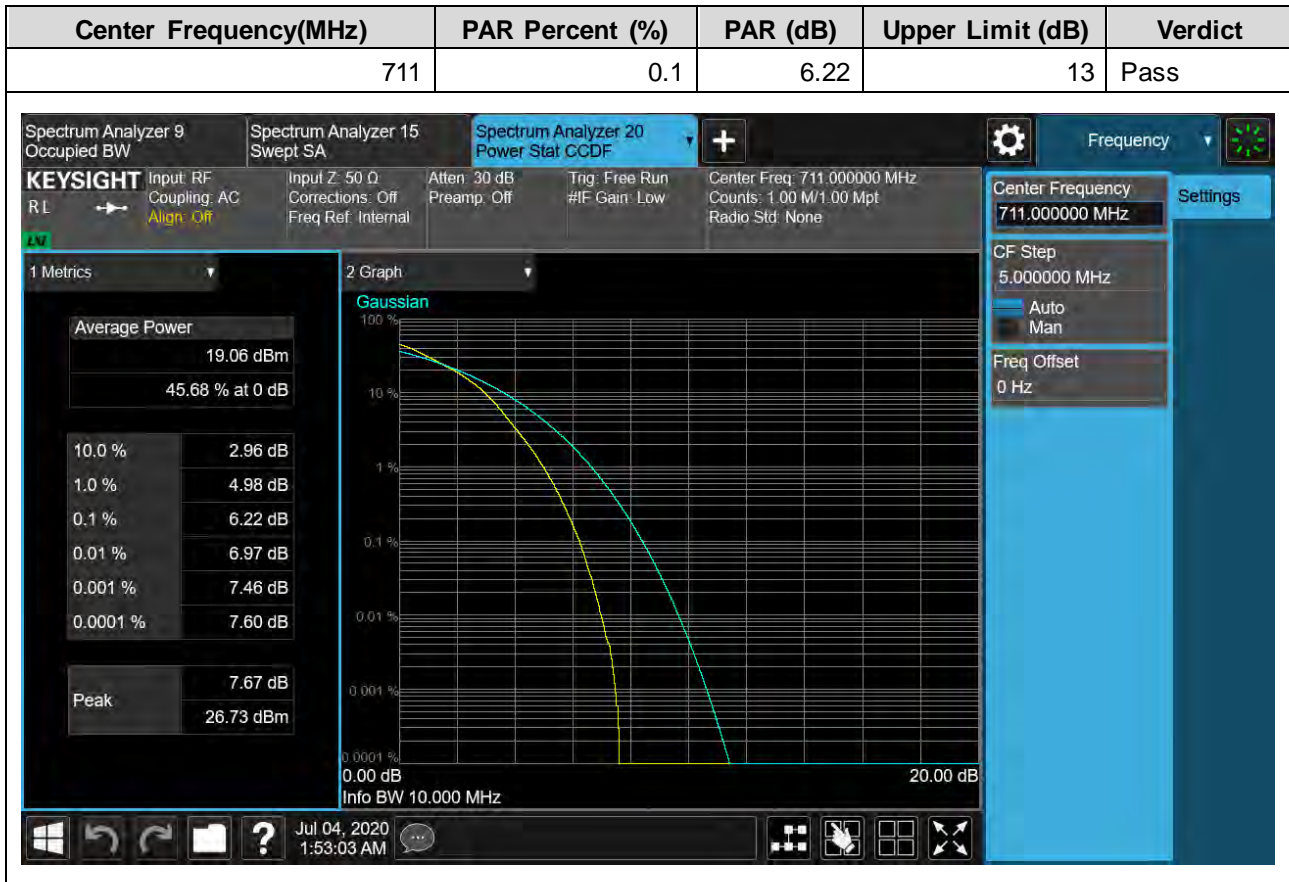 Center Frequency(MHz) PAR Percent (%) PAR (dB) Upper Limit (dB) Verdict
711 0.1 6.22 13 Pass
Spectrum Analyzer 9 Spectrum Analyzer 15 Spectrum Analyzer 20 Frequency
Occupied BW Swept SA Power Stat CCDF
KEYSIGHT Input: RF Input Z: 50 Ω Atten: 30 dB Trig: Free Run Center Freq: 711.000000 MHz
RL Coupling: AC Corrections: Off Preamp: Off #IF Gain: Low Counts: 1.00 M/1.00 Mpt
Align: Off Freq Ref: Internal Radio Std: None
LNI
Center Frequency Settings
711.000000 MHz
CF Step
5.000000 MHz
Auto
Man
Freq Offset
0 Hz
1 Metrics
Average Power
19.06 dBm
45.68 % at 0 dB
10.0 % 2.96 dB
1.0 % 4.98 dB
0.1 % 6.22 dB
0.01 % 6.97 dB
0.001 % 7.46 dB
0.0001 % 7.60 dB
Peak 7.67 dB
26.73 dBm
2 Graph
Gaussian
100 %
10 %
1 %
0.1 %
0.01 %
0.001 %
0.0001 %
0.00 dB 20.00 dB
Info BW 10.000 MHz
? Jul 04, 2020
1:53:03 AM